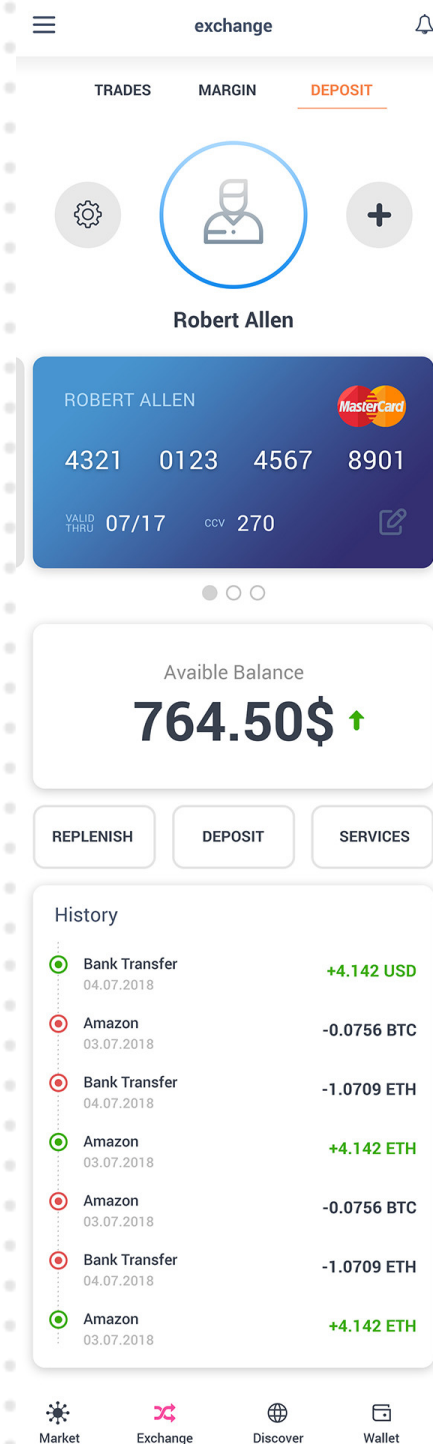 exchange
TRADES MARGIN DEPOSIT
Robert Allen
ROBERT ALLEN
MasterCard
4321 0123 4567 8901
VALID THRU 07/17 CCV 270
Avaible Balance
764.50$
REPLENISH DEPOSIT SERVICES
History
Bank Transfer +4.142 USD
04.07.2018
Amazon -0.0756 BTC
03.07.2018
Bank Transfer -1.0709 ETH
04.07.2018
Amazon +4.142 ETH
03.07.2018
Amazon -0.0756 BTC
03.07.2018
Bank Transfer -1.0709 ETH
04.07.2018
Amazon +4.142 ETH
03.07.2018
Market Exchange Discover Wallet